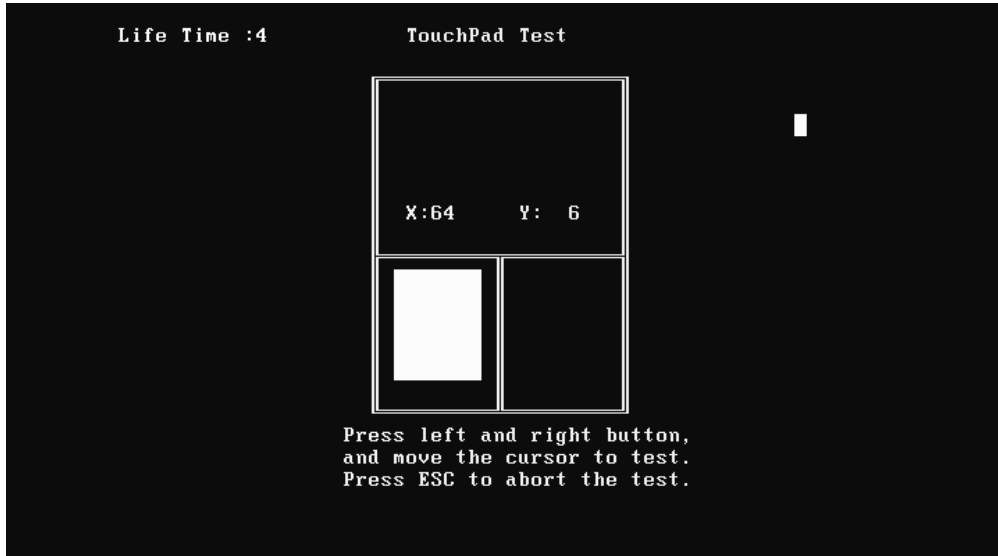 Life Time :4 TouchPad Test
X:64 Y: 6
Press left and right button,
and move the cursor to test.
Press ESC to abort the test.